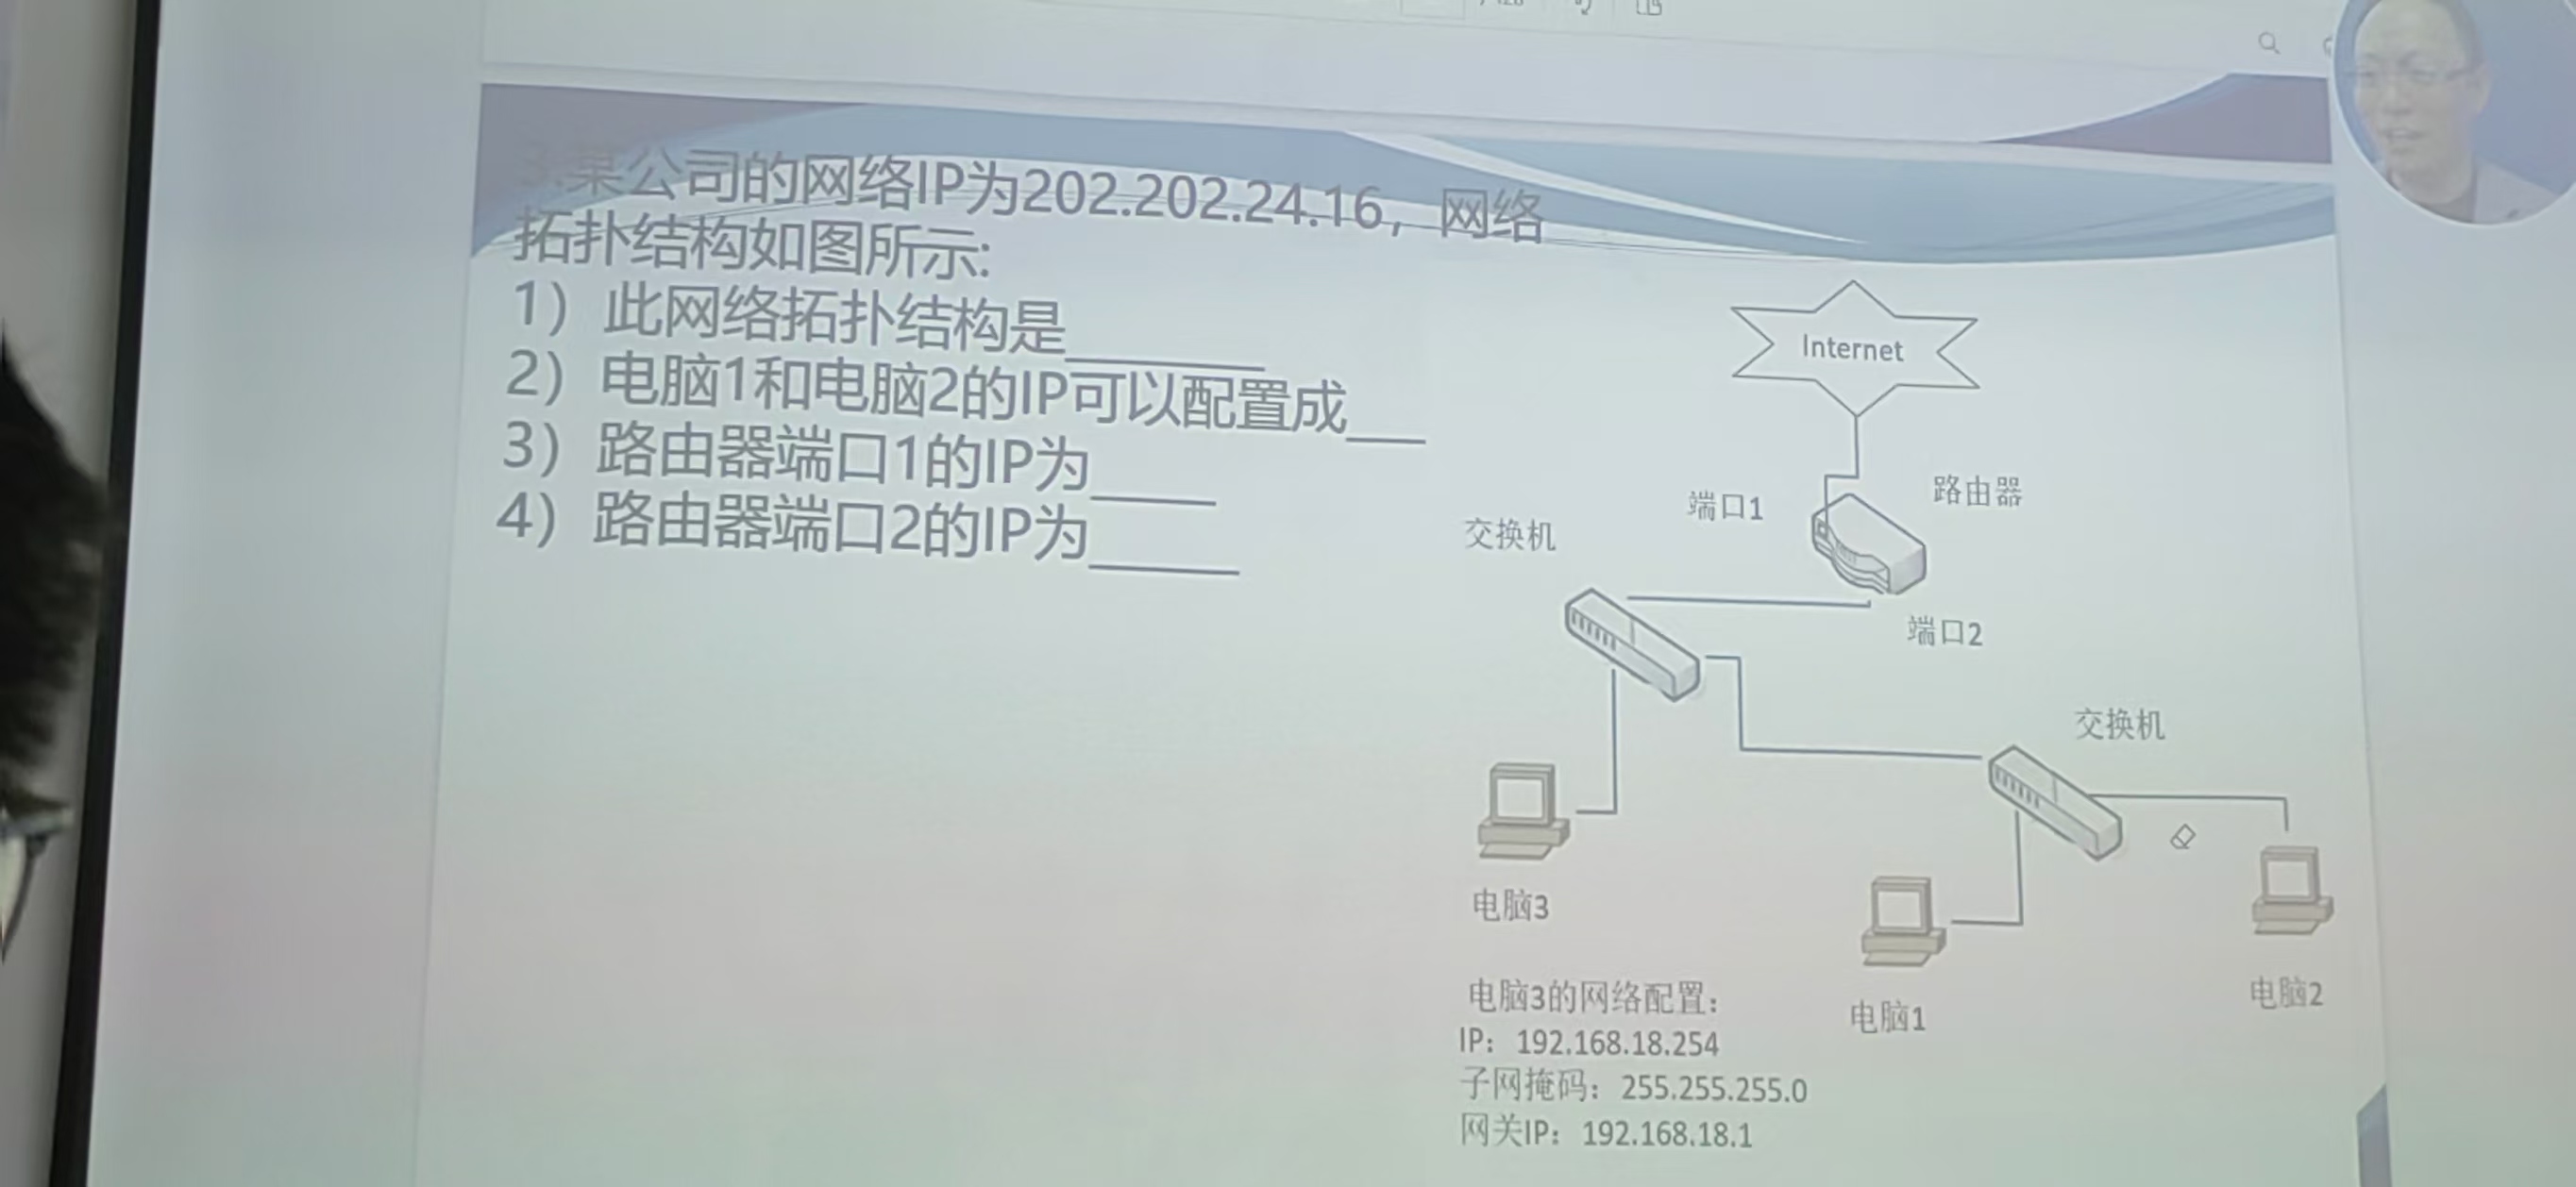 某公司的网络IP为202.202.24.16，网络
拓扑结构如图所示:
1）此网络拓扑结构是______
2）电脑1和电脑2的IP可以配置成___
3）路由器端口1的IP为____
4）路由器端口2的IP为_____
Internet
端口1
路由器
交换机
端口2
交换机
电脑3
电脑1
电脑2
电脑3的网络配置：
IP：192.168.18.254
子网掩码：255.255.255.0
网关IP：192.168.18.1